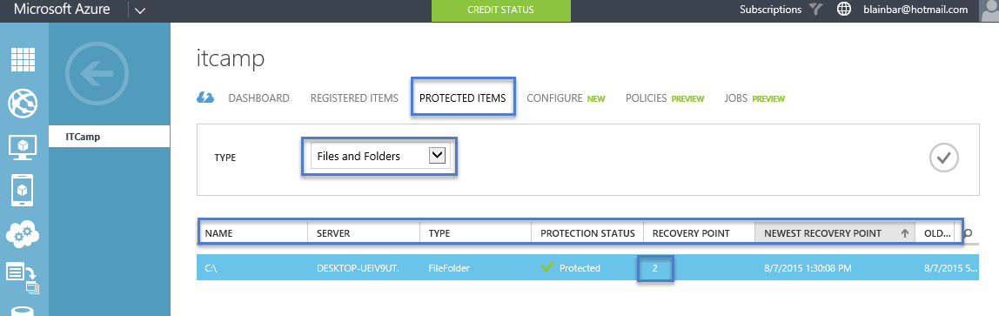 Microsoft Azure CREDIT STATUS Subscriptions blainbar@hotmail.com
itcamp
DASHBOARD REGISTERED ITEMS PROTECTED ITEMS CONFIGURE NEW POLICIES PREVIEW JOBS PREVIEW
ITCamp
TYPE Files and Folders
NAME SERVER TYPE PROTECTION STATUS RECOVERY POINT NEWEST RECOVERY POINT OLD...
C:\ DESKTOP-UEIV9UT. FileFolder Protected 2 8/7/2015 1:30:08 PM 8/7/2015 5...